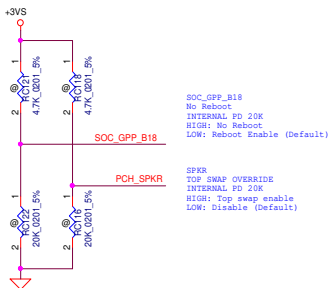 +3VS
1
1
@
RC121
4.7K_0201_5%
@
RC118
4.7K_0201_5%
2
2
SOC_GPP_B18
No Reboot
INTERNAL PD 20K
HIGH: No Reboot
LOW: Reboot Enable (Default)
SOC_GPP_B18
PCH_SPKR
SPKR
TOP SWAP OVERRIDE
INTERNAL PD 20K
HIGH: Top swap enable
LOW: Disable (Default)
1
1
@
RC122
20K_0201_5%
@
RC116
20K_0201_5%
2
2